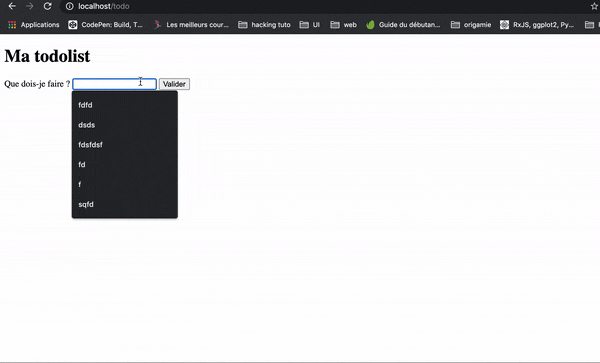 localhost/todo
Applications CodePen: Build, T... Les meilleurs cour... hacking tuto UI web Guide du débutan... origamie RxJS, ggplot2, Py...
Ma todolist
Que dois-je faire ? Valider
fdfd
dsds
fdsfdsf
fd
f
sqfd